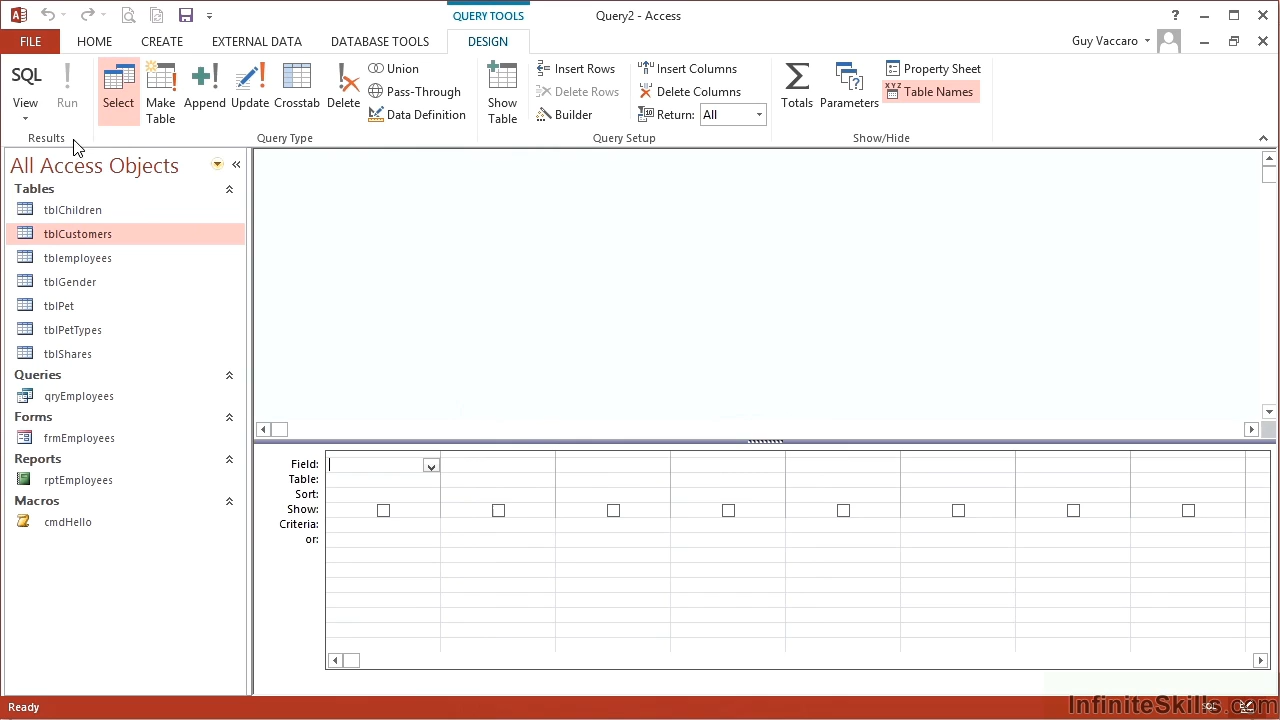 QUERY TOOLS
Query2 - Access
?
FILE
HOME
CREATE
EXTERNAL DATA
DATABASE TOOLS
DESIGN
Guy Vaccaro
SQL
View
Run
Select
Make
Table
Append
Update
Crosstab
Delete
Union
Pass-Through
Data Definition
Show
Table
Insert Rows
Delete Rows
Builder
Insert Columns
Delete Columns
Return: All
Totals
Parameters
Property Sheet
XYZ
Table Names
Results
Query Type
Query Setup
Show/Hide
All Access Objects
Tables
tblChildren
tblCustomers
tblemployees
tblGender
tblPet
tblPetTypes
tblShares
Queries
qryEmployees
Forms
frmEmployees
Reports
rptEmployees
Macros
cmdHello
Field:
Table:
Sort:
Show:
Criteria:
or:
Ready
SQL
InfiniteSkills.com